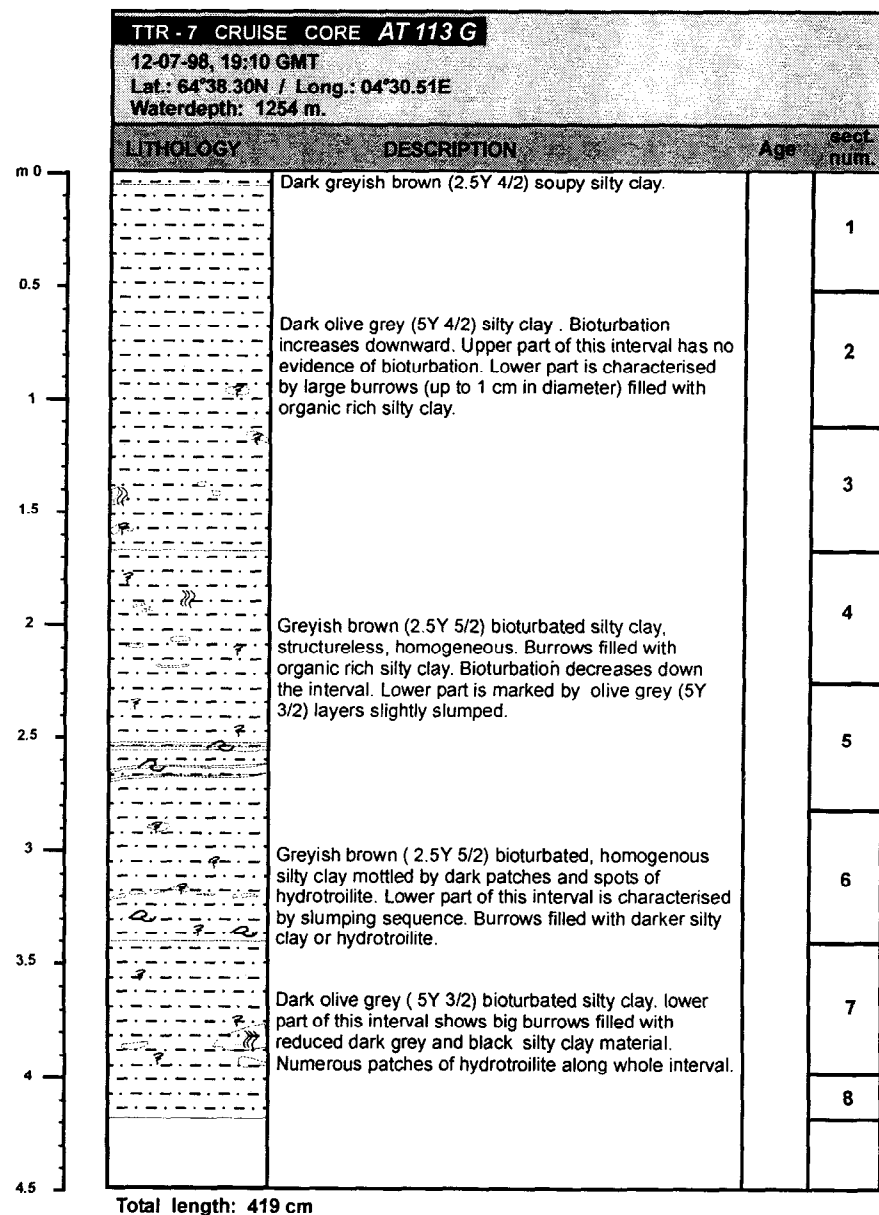 TTR - 7 CRUISE CORE AT 113 G
12-07-98, 19:10 GMT
Lat.: 64°38.30N / Long.: 04°30.51E
Waterdepth: 1254 m.
LITHOLOGY DESCRIPTION Age sect. num.
m 0
Dark greyish brown (2.5Y 4/2) soupy silty clay.
1
0.5
Dark olive grey (5Y 4/2) silty clay . Bioturbation
increases downward. Upper part of this interval has no
evidence of bioturbation. Lower part is characterised
by large burrows (up to 1 cm in diameter) filled with
organic rich silty clay.
2
1
3
1.5
4
2
Greyish brown (2.5Y 5/2) bioturbated silty clay,
structureless, homogeneous. Burrows filled with
organic rich silty clay. Bioturbation decreases down
the interval. Lower part is marked by olive grey (5Y
3/2) layers slightly slumped.
2.5
5
3
Greyish brown ( 2.5Y 5/2) bioturbated, homogenous
silty clay mottled by dark patches and spots of
hydrotroilite. Lower part of this interval is characterised
by slumping sequence. Burrows filled with darker silty
clay or hydrotroilite.
6
3.5
Dark olive grey ( 5Y 3/2) bioturbated silty clay. lower
part of this interval shows big burrows filled with
reduced dark grey and black silty clay material.
Numerous patches of hydrotroilite along whole interval.
7
4
8
4.5
Total length: 419 cm